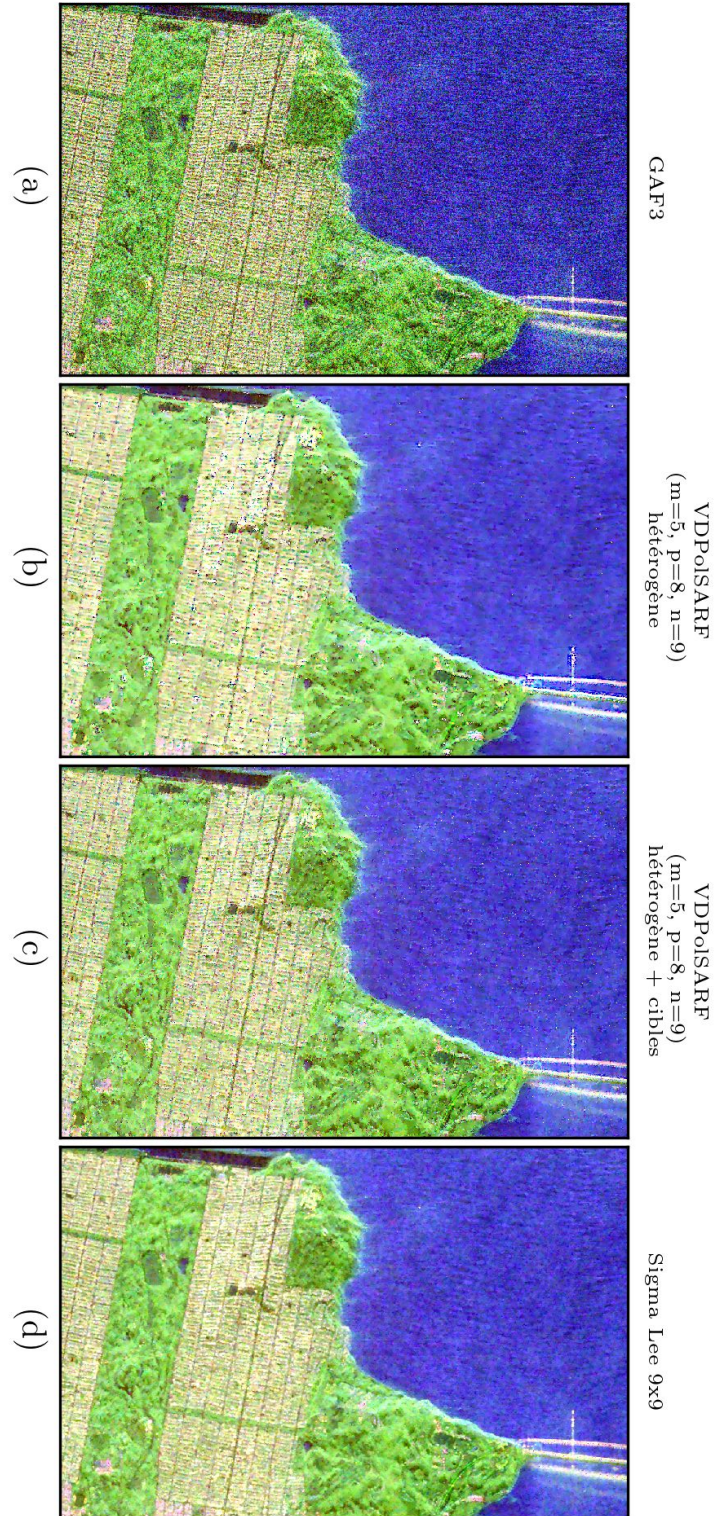 GAF3
(a)
VDPolSARF
(m=5, p=8, n=9)
hétérogène
(b)
VDPolSARF
(m=5, p=8, n=9)
hétérogène + cibles
(c)
Sigma Lee 9x9
(d)